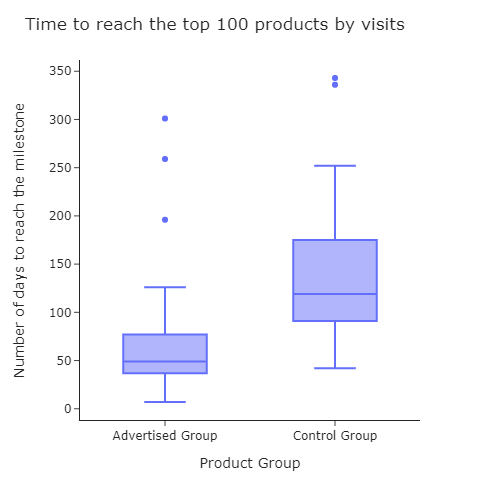 Time to reach the top 100 products by visits
Number of days to reach the milestone
350
300
250
200
150
100
50
0
Advertised Group
Control Group
Product Group